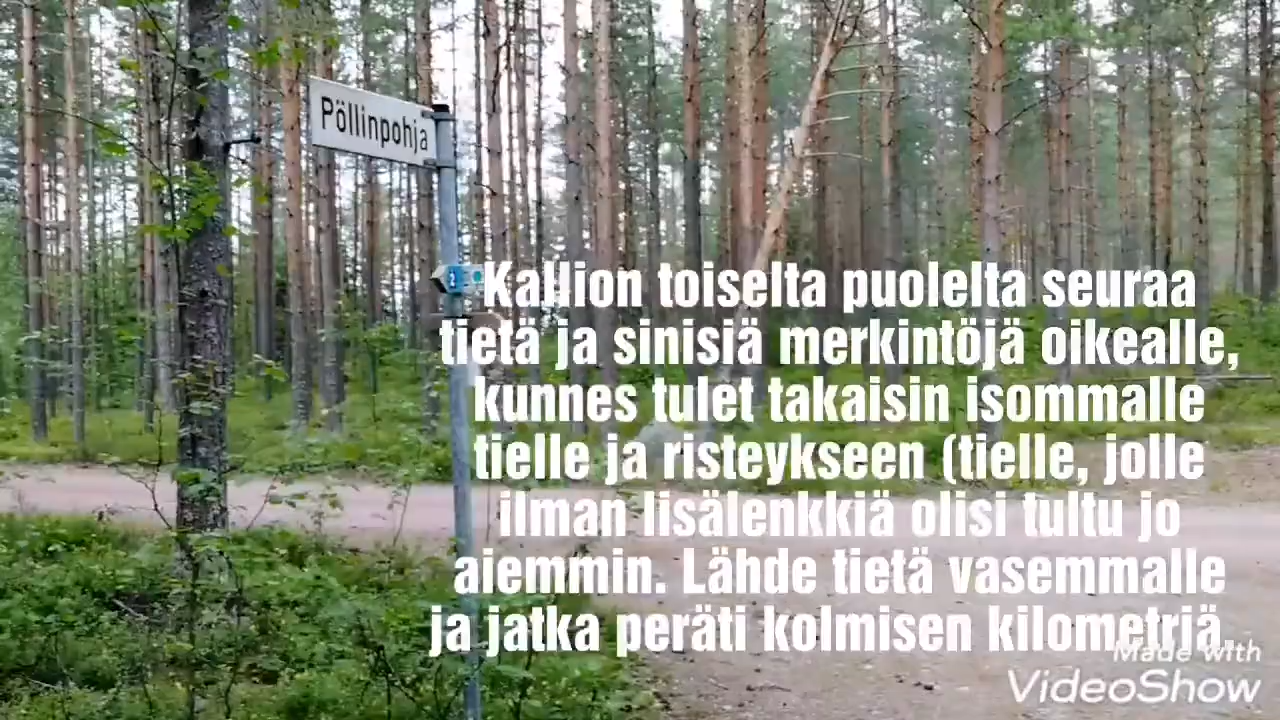 Pöllinpohja
2
Kallion toiselta puolelta seuraa
tietä ja sinisiä merkintöjä oikealle,
kunnes tulet takaisin isommalle
tielle ja risteykseen (tielle, jolle
ilman lisälenkkiä olisi tultu jo
aiemmin. Lähde tietä vasemmalle
ja jatka peräti kolmisen kilometriä.
Made with
VideoShow